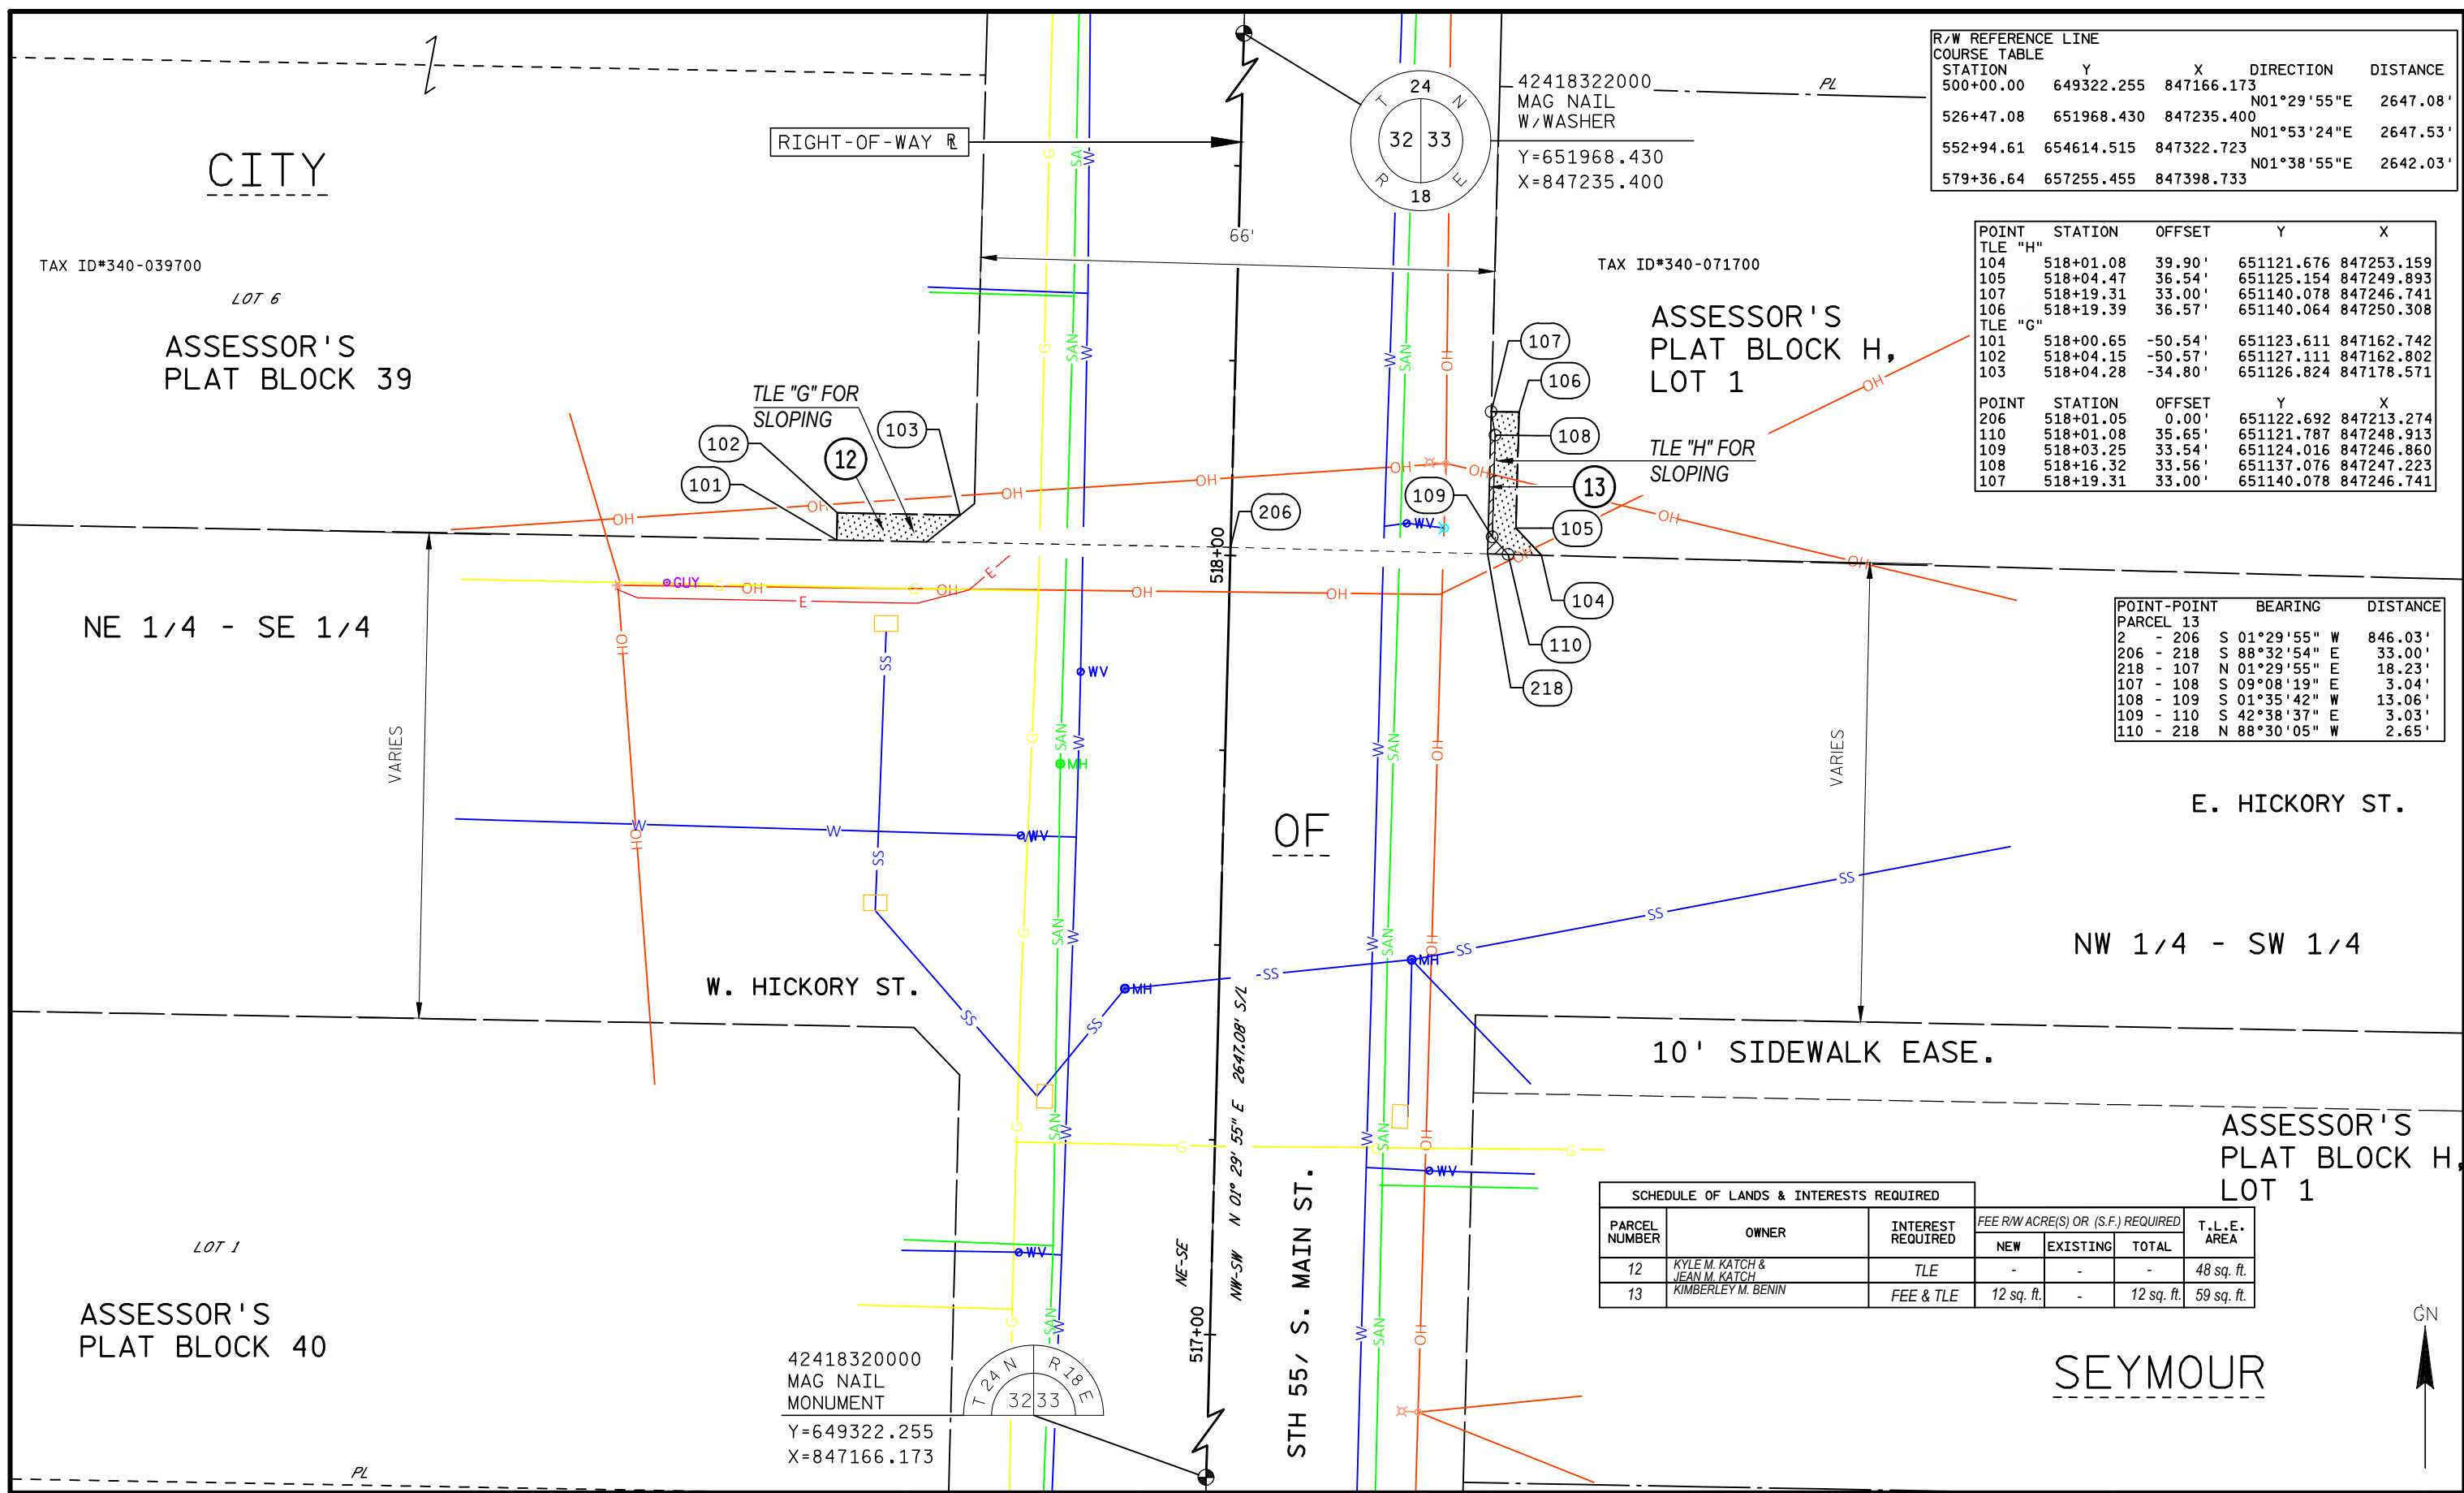 CITY
TAX ID#340-039700
LOT 6
ASSESSOR'S
PLAT BLOCK 39
RIGHT-OF-WAY
66'
24
T N
32 33
R E
18
42418322000
MAG NAIL
W/WASHER
Y=651968.430
X=847235.400
PL
R/W REFERENCE LINE
COURSE TABLE
STATION Y X DIRECTION DISTANCE
500+00.00 649322.255 847166.173
N01°29'55"E 2647.08'
526+47.08 651968.430 847235.400
N01°53'24"E 2647.53'
552+94.61 654614.515 847322.723
N01°38'55"E 2642.03'
579+36.64 657255.455 847398.733
POINT STATION OFFSET Y X
TLE "H"
104 518+01.08 39.90' 651121.676 847253.159
105 518+04.47 36.54' 651125.154 847249.893
107 518+19.31 33.00' 651140.078 847246.741
106 518+19.39 36.57' 651140.064 847250.308
TLE "G"
101 518+00.65 -50.54' 651123.611 847162.742
102 518+04.15 -50.57' 651127.111 847162.802
103 518+04.28 -34.80' 651126.824 847178.571
POINT STATION OFFSET Y X
206 518+01.05 0.00' 651122.692 847213.274
110 518+01.08 35.65' 651121.787 847248.913
109 518+03.25 33.54' 651124.016 847246.860
108 518+16.32 33.56' 651137.076 847247.223
107 518+19.31 33.00' 651140.078 847246.741
TAX ID#340-071700
ASSESSOR'S
PLAT BLOCK H,
LOT 1
TLE "G" FOR
SLOPING
102
12
103
101
206
107
106
108
TLE "H" FOR
SLOPING
109
13
105
104
110
218
518+00
G
SAN
W
OH
WV
GUY
E
SS
MH
NE 1/4 - SE 1/4
VARIES
VARIES
POINT-POINT BEARING DISTANCE
PARCEL 13
2 - 206 S 01°29'55" W 846.03'
206 - 218 S 88°32'54" E 33.00'
218 - 107 N 01°29'55" E 18.23'
107 - 108 S 09°08'19" E 3.04'
108 - 109 S 01°35'42" W 13.06'
109 - 110 S 42°38'37" E 3.03'
110 - 218 N 88°30'05" W 2.65'
E. HICKORY ST.
OF
NW 1/4 - SW 1/4
W. HICKORY ST.
10' SIDEWALK EASE.
ASSESSOR'S
PLAT BLOCK H,
LOT 1
NE-SE
NW-SW N 01° 29' 55" E 2647.08' S/L
STH 55/ S. MAIN ST.
517+00
SCHEDULE OF LANDS & INTERESTS REQUIRED
PARCEL NUMBER OWNER INTEREST REQUIRED FEE R/W ACRE(S) OR (S.F.) REQUIRED T.L.E. AREA
NEW EXISTING TOTAL
12 KYLE M. KATCH & JEAN M. KATCH TLE - - - 48 sq. ft.
13 KIMBERLEY M. BENIN FEE & TLE 12 sq. ft. - 12 sq. ft. 59 sq. ft.
LOT 1
ASSESSOR'S
PLAT BLOCK 40
42418320000
MAG NAIL
MONUMENT
Y=649322.255
X=847166.173
T 24 N R 18 E
32 33
PL
SEYMOUR
GN